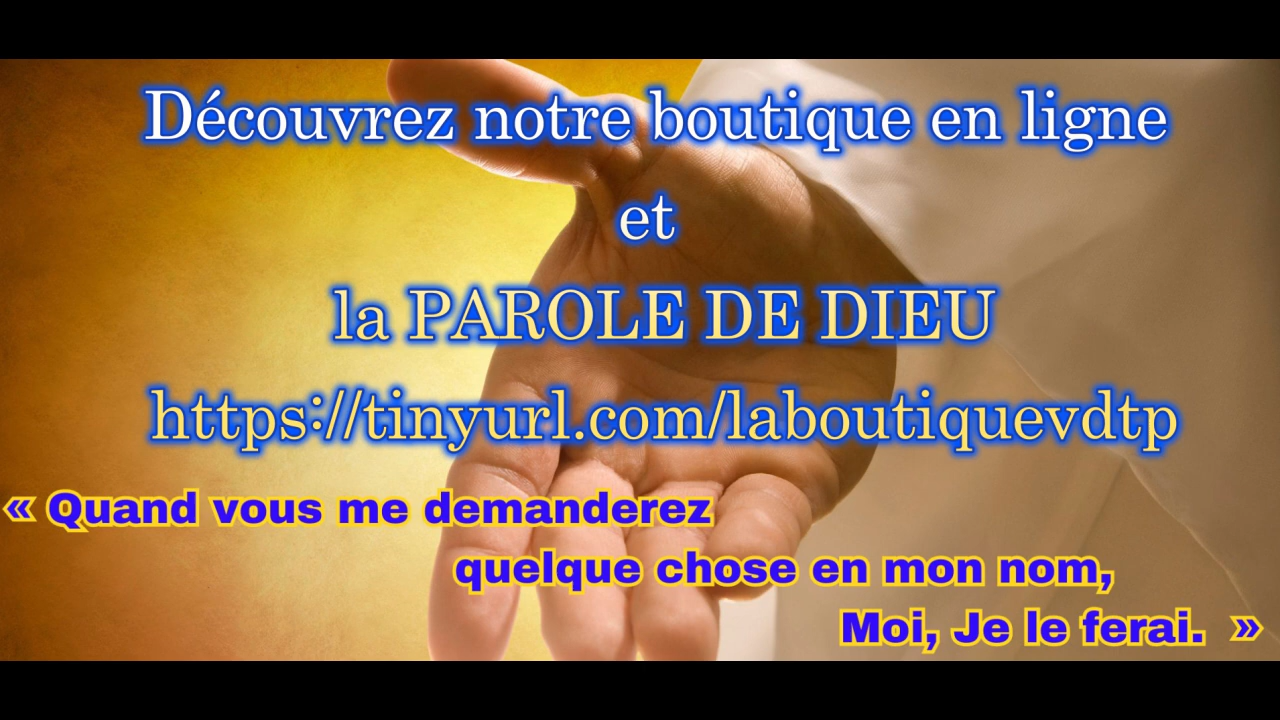 Découvrez notre boutique en ligne
et
la PAROLE DE DIEU
https://tinyurl.com/laboutiquevdtp
« Quand vous me demanderez
quelque chose en mon nom,
Moi, Je le ferai. »